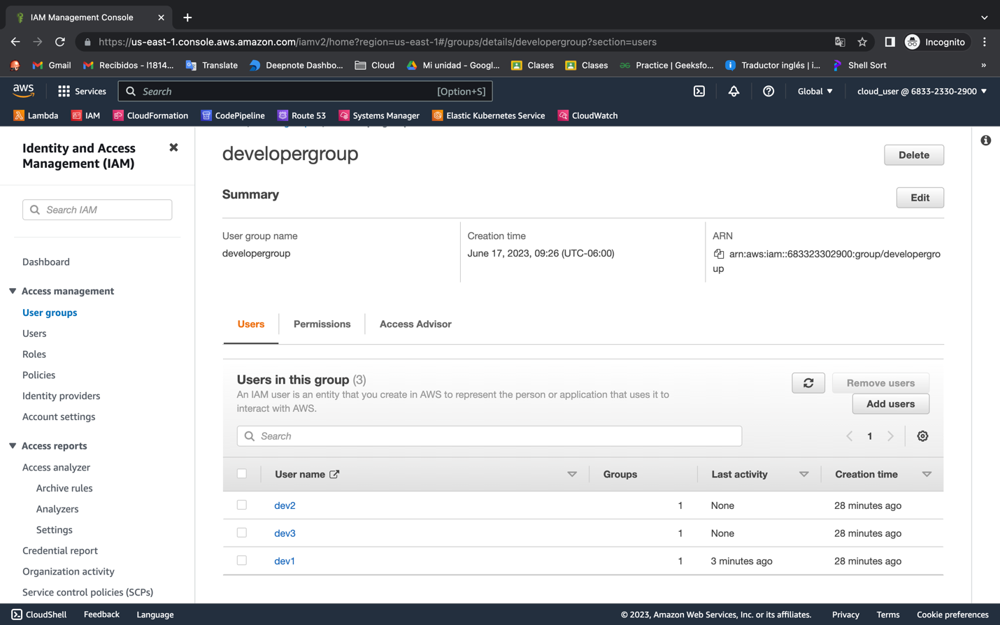 IAM Management Console
https://us-east-1.console.aws.amazon.com/iamv2/home?region=us-east-1#/groups/details/developergroup?section=users
Incognito
Gmail
Recibidos - l1814...
Translate
Deepnote Dashbo...
Cloud
Mi unidad - Googl...
Clases
Clases
Practice | Geeksfo...
Traductor inglés | i...
Shell Sort
»
aws
Services
Search
[Option+S]
Global
cloud_user @ 6833-2330-2900
Lambda
IAM
CloudFormation
CodePipeline
Route 53
Systems Manager
Elastic Kubernetes Service
CloudWatch
Identity and Access
Management (IAM)
Search IAM
Dashboard
Access management
User groups
Users
Roles
Policies
Identity providers
Account settings
Access reports
Access analyzer
Archive rules
Analyzers
Settings
Credential report
Organization activity
Service control policies (SCPs)
developergroup
Delete
Summary
Edit
User group name
developergroup
Creation time
June 17, 2023, 09:26 (UTC-06:00)
ARN
arn:aws:iam::683323302900:group/developergro
up
Users
Permissions
Access Advisor
Users in this group (3)
An IAM user is an entity that you create in AWS to represent the person or application that uses it to
interact with AWS.
Remove users
Add users
Search
1
User name
Groups
Last activity
Creation time
dev2 1 None 28 minutes ago
dev3 1 None 28 minutes ago
dev1 1 3 minutes ago 28 minutes ago
CloudShell
Feedback
Language
© 2023, Amazon Web Services, Inc. or its affiliates.
Privacy
Terms
Cookie preferences